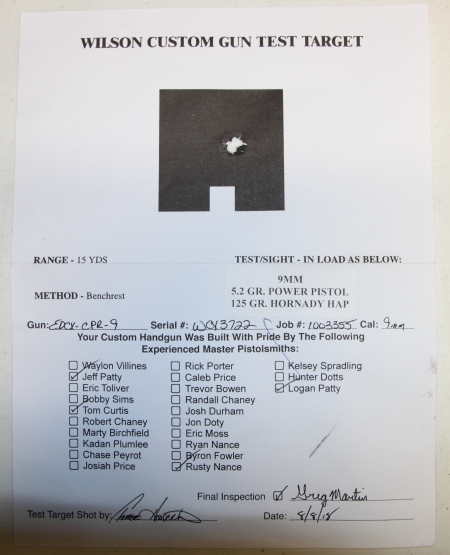 WILSON CUSTOM GUN TEST TARGET
RANGE - 15 YDS
TEST/SIGHT - IN LOAD AS BELOW:
9MM
5.2 GR. POWER PISTOL
125 GR. HORNADY HAP
METHOD - Benchrest
Gun: EDCX-CPR-9 Serial #: WCX3722 Job #: 1003355 Cal: 9mm
Your Custom Handgun Was Built With Pride By The Following
Experienced Master Pistolsmiths:
Waylon Villines Rick Porter Kelsey Spradling
Jeff Patty Caleb Price Hunter Dotts
Eric Toliver Trevor Bowen Logan Patty
Bobby Sims Randall Chaney
Tom Curtis Josh Durham
Robert Chaney Jon Doty
Marty Birchfield Eric Moss
Kadan Plumlee Ryan Nance
Chase Peyrot Byron Fowler
Josiah Price Rusty Nance
Final Inspection Greg Martin
Test Target Shot by: Date: 8/8/18